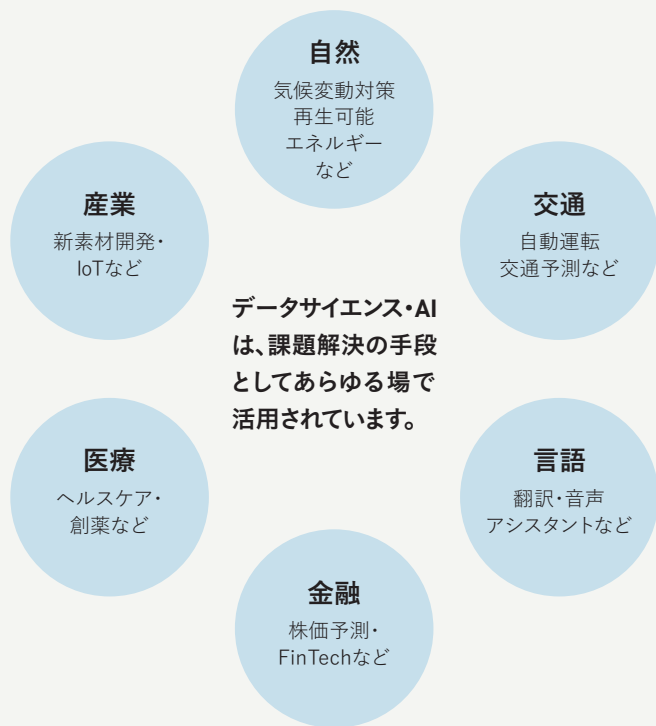 自然
気候変動対策
再生可能
エネルギー
など
産業
新素材開発・
IoTなど
交通
自動運転
交通予測など
データサイエンス・AI
は、課題解決の手段
としてあらゆる場で
活用されています。
医療
ヘルスケア・
創薬など
言語
翻訳・音声
アシスタントなど
金融
株価予測・
FinTechなど